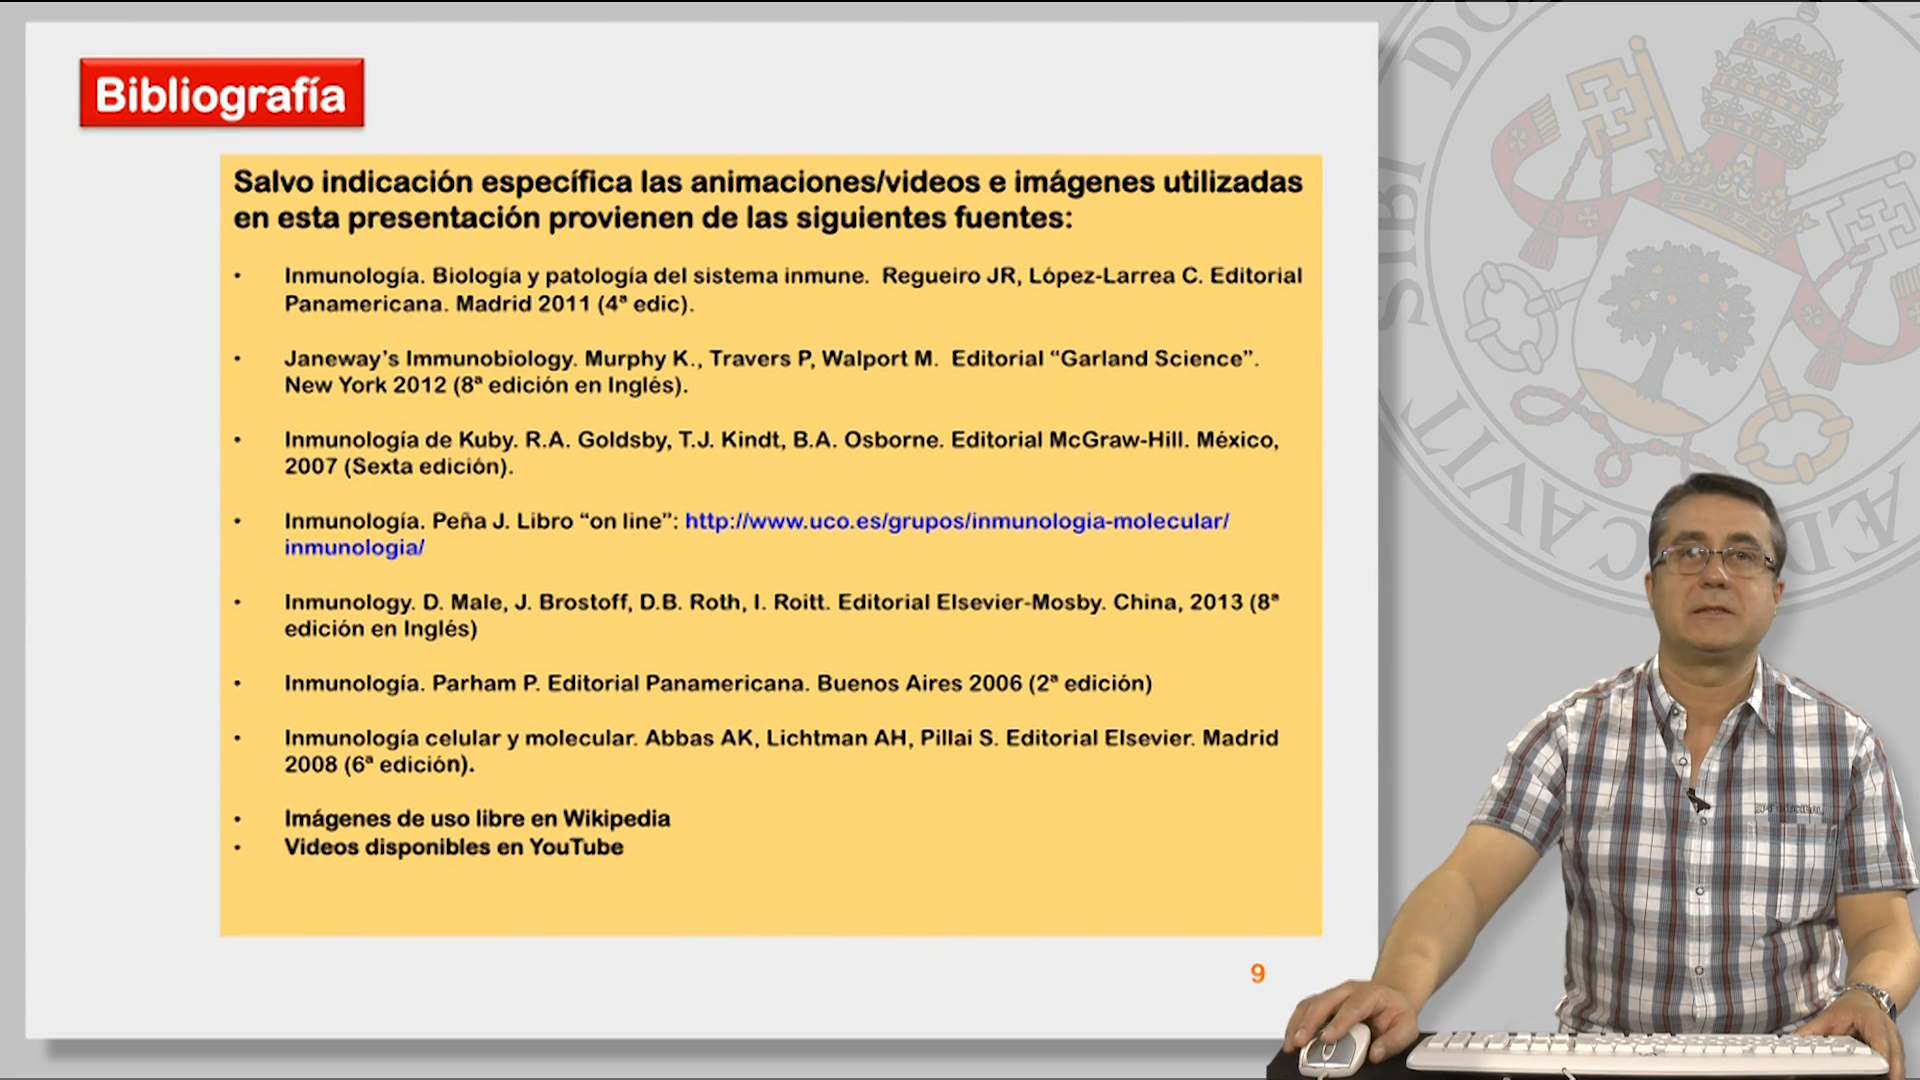 Bibliografía
Salvo indicación específica las animaciones/videos e imágenes utilizadas
en esta presentación provienen de las siguientes fuentes:
• Inmunología. Biología y patología del sistema inmune. Regueiro JR, López-Larrea C. Editorial
Panamericana. Madrid 2011 (4ª edic).
• Janeway’s Immunobiology. Murphy K., Travers P, Walport M. Editorial “Garland Science”.
New York 2012 (8ª edición en Inglés).
• Inmunología de Kuby. R.A. Goldsby, T.J. Kindt, B.A. Osborne. Editorial McGraw-Hill. México,
2007 (Sexta edición).
• Inmunología. Peña J. Libro “on line”: http://www.uco.es/grupos/inmunologia-molecular/
inmunologia/
• Inmunology. D. Male, J. Brostoff, D.B. Roth, I. Roitt. Editorial Elsevier-Mosby. China, 2013 (8ª
edición en Inglés)
• Inmunología. Parham P. Editorial Panamericana. Buenos Aires 2006 (2ª edición)
• Inmunología celular y molecular. Abbas AK, Lichtman AH, Pillai S. Editorial Elsevier. Madrid
2008 (6ª edición).
• Imágenes de uso libre en Wikipedia
• Videos disponibles en YouTube
9
SIBI